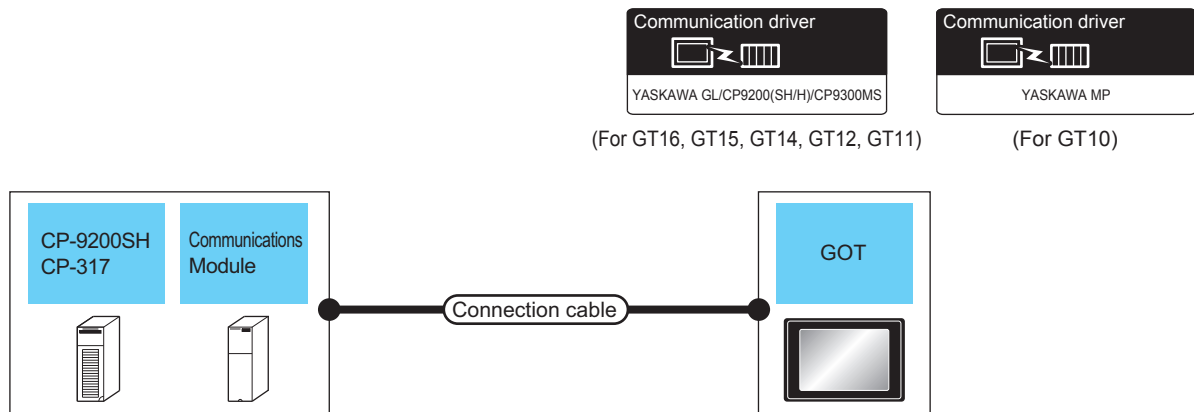 Communication driver
YASKAWA GL/CP9200(SH/H)/CP9300MS
(For GT16, GT15, GT14, GT12, GT11)
Communication driver
YASKAWA MP
(For GT10)
CP-9200SH
CP-317
Communications
Module
Connection cable
GOT